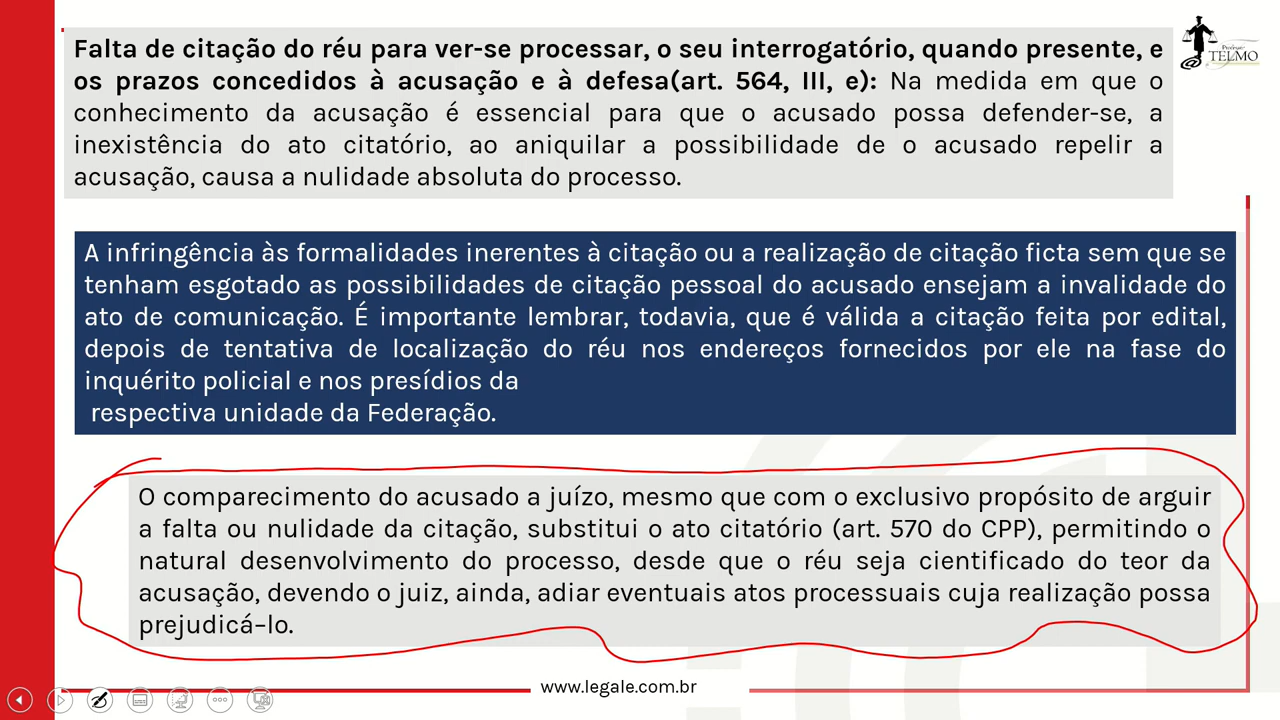 Falta de citação do réu para ver-se processar, o seu interrogatório, quando presente, e
os prazos concedidos à acusação e à defesa(art. 564, III, e): Na medida em que o
conhecimento da acusação é essencial para que o acusado possa defender-se, a
inexistência do ato citatório, ao aniquilar a possibilidade de o acusado repelir a
acusação, causa a nulidade absoluta do processo.
Professor
TELMO
A infringência às formalidades inerentes à citação ou a realização de citação ficta sem que se
tenham esgotado as possibilidades de citação pessoal do acusado ensejam a invalidade do
ato de comunicação. É importante lembrar, todavia, que é válida a citação feita por edital,
depois de tentativa de localização do réu nos endereços fornecidos por ele na fase do
inquérito policial e nos presídios da
respectiva unidade da Federação.
O comparecimento do acusado a juízo, mesmo que com o exclusivo propósito de arguir
a falta ou nulidade da citação, substitui o ato citatório (art. 570 do CPP), permitindo o
natural desenvolvimento do processo, desde que o réu seja cientificado do teor da
acusação, devendo o juiz, ainda, adiar eventuais atos processuais cuja realização possa
prejudicá–lo.
www.legale.com.br